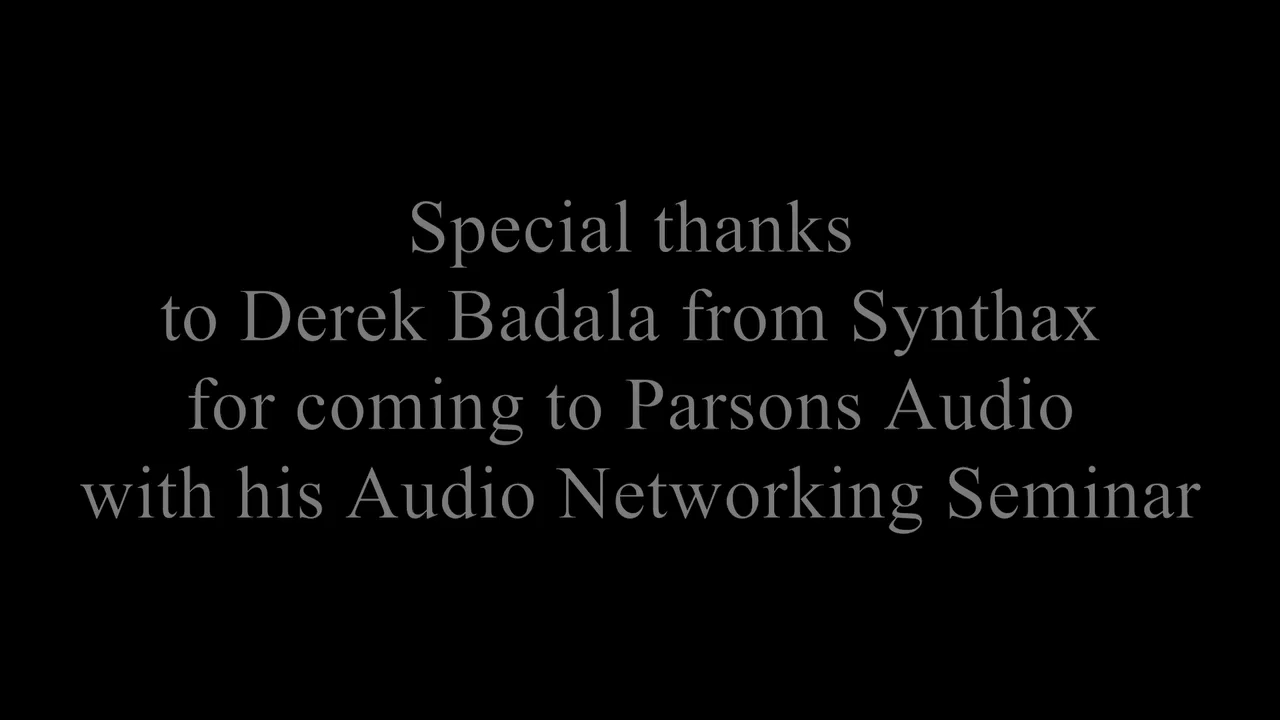 Special thanks
to Derek Badala from Synthax
for coming to Parsons Audio
with his Audio Networking Seminar